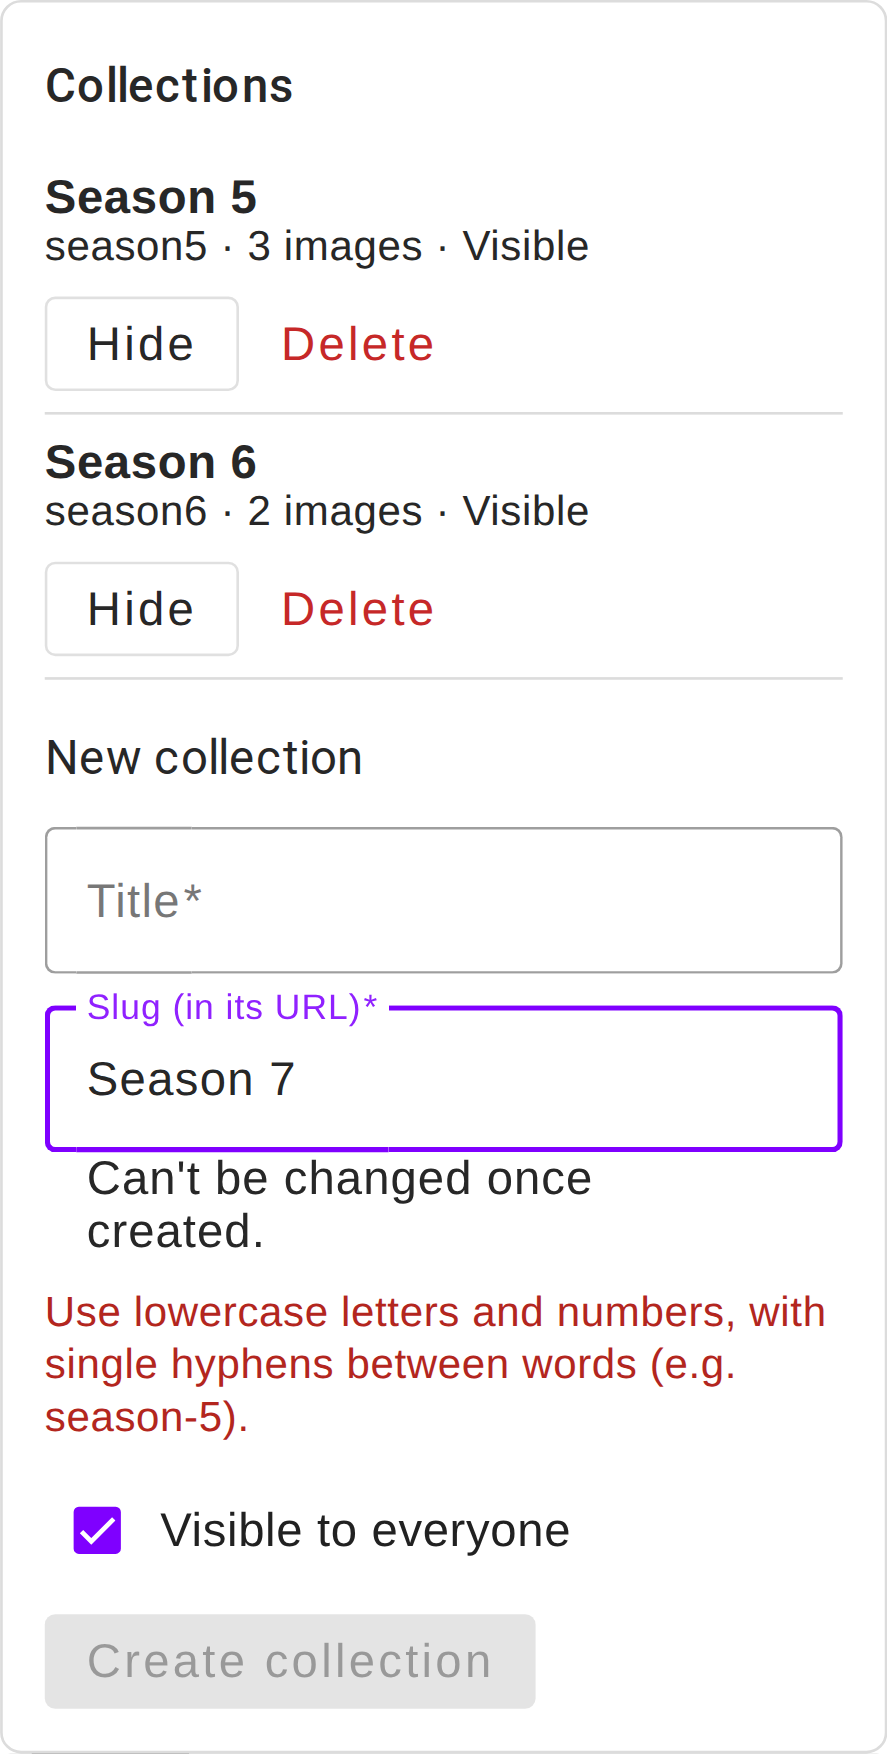 Collections
Season 5
season5 · 3 images · Visible
Hide Delete
Season 6
season6 · 2 images · Visible
Hide Delete
New collection
Title*
Slug (in its URL)*
Season 7
Can't be changed once
created.
Use lowercase letters and numbers, with
single hyphens between words (e.g.
season-5).
Visible to everyone
Create collection